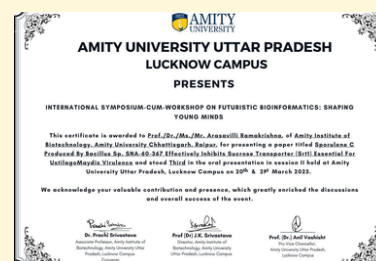 AMITY
UNIVERSITY
AMITY UNIVERSITY UTTAR PRADESH
LUCKNOW CAMPUS
PRESENTS
INTERNATIONAL SYMPOSIUM-CUM-WORKSHOP ON FUTURISTIC BIOINFORMATICS: SHAPING
YOUNG MINDS
This certificate is awarded to Prof./Dr./Ms./Mr. Arasavilli Ramakrishna, of Amity Institute of
Biotechnology, Amity University Chhattisgarh, Raipur, for presenting a paper titled Sporulene C
Produced By Bacillus Sp. SNA-60-367 Effectively Inhibits Sucrose Transporter (Srt1) Essential For
UstilagoMaydis Virulence and stood Third in the oral presentation in session II held at Amity
University Uttar Pradesh, Lucknow Campus on 20th & 21st March 2025.
We acknowledge your valuable contribution and presence, which greatly enriched the discussions
and overall success of the event.
Dr. Prachi Srivastava
Associate Professor, Amity Institute of
Biotechnology, Amity University Uttar
Pradesh, Lucknow Campus
Convener
Prof (Dr) J.K. Srivastava
Director, Amity Institute of
Biotechnology, Amity University Uttar
Pradesh, Lucknow Campus
Prof. (Dr.) Anil Vashisht
Pro Vice Chancellor,
Amity University Uttar Pradesh,
Lucknow Campus